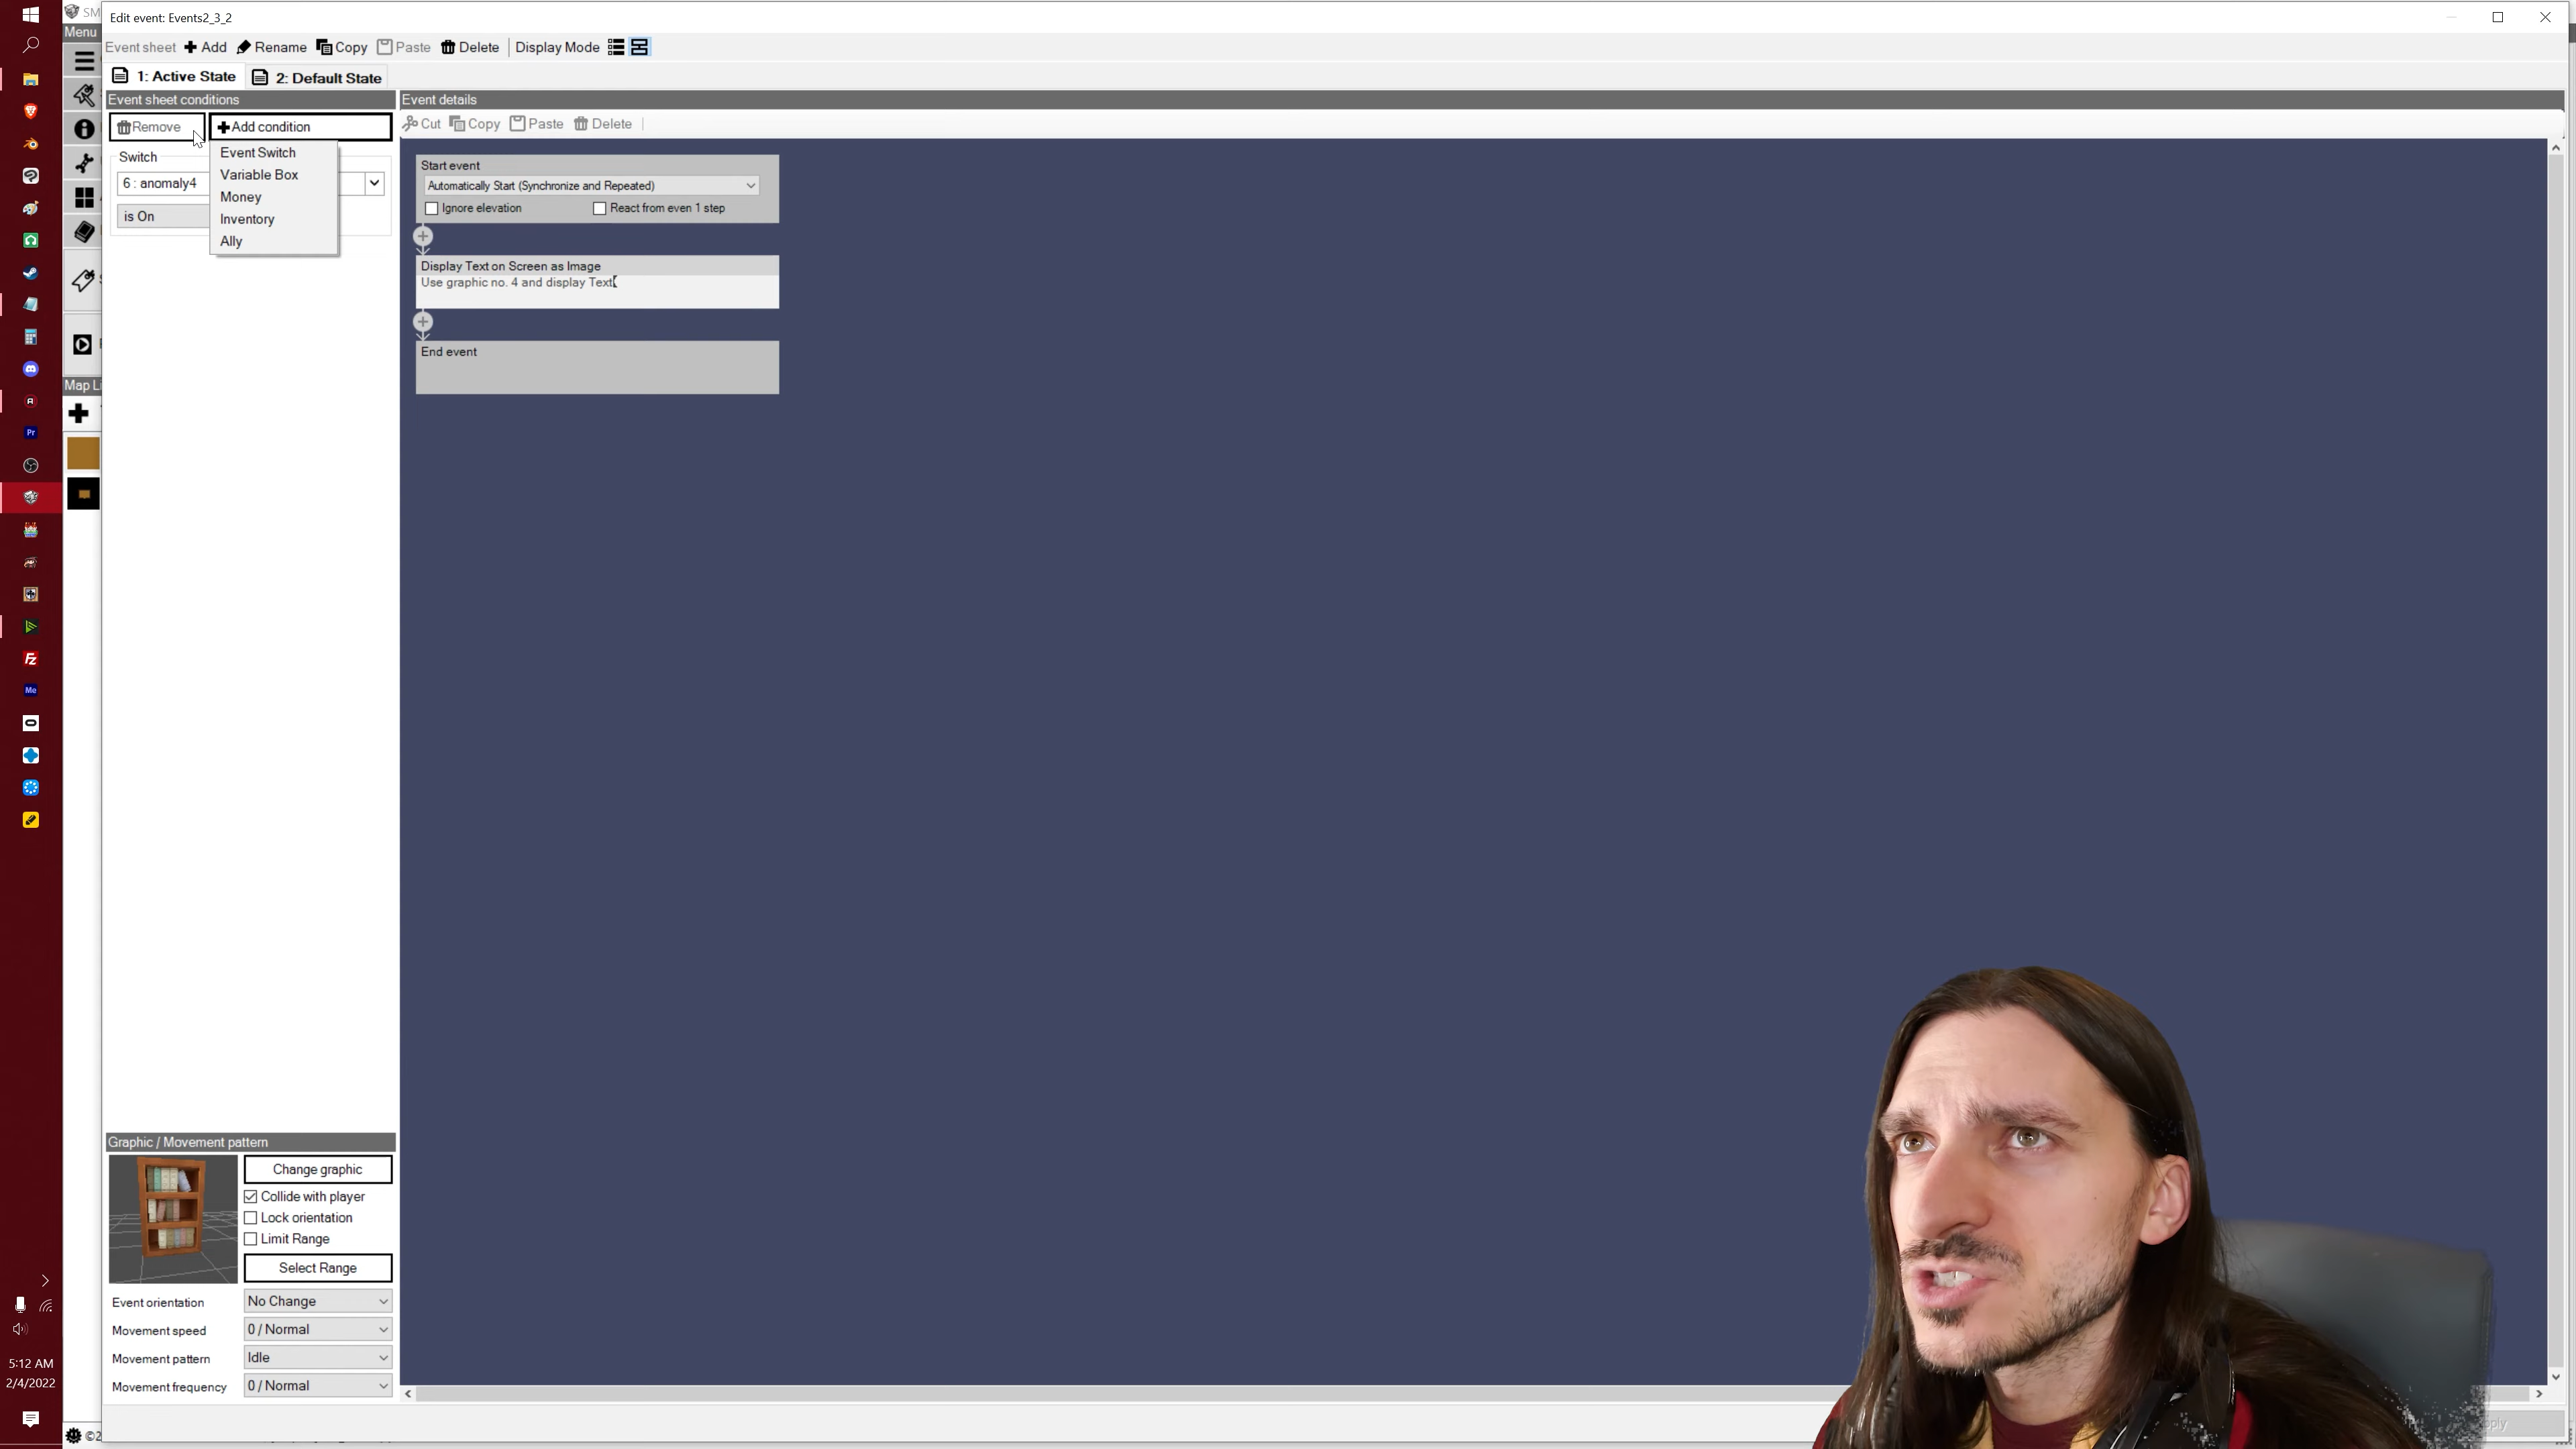 SM
Edit event: Events2_3_2
Menu
Event sheet Add Rename Copy Paste Delete Display Mode
1: Active State 2: Default State
Event sheet conditions
Event details
Remove Add condition
Cut Copy Paste Delete
Switch
6 : anomaly4
is On
Event Switch
Variable Box
Money
Inventory
Ally
Start event
Automatically Start (Synchronize and Repeated)
Ignore elevation React from even 1 step
Display Text on Screen as Image
Use graphic no. 4 and display Text
End event
Map Li
Pr
Fz
Me
Graphic / Movement pattern
Change graphic
Collide with player
Lock orientation
Limit Range
Select Range
Event orientation No Change
Movement speed 0 / Normal
Movement pattern Idle
Movement frequency 0 / Normal
5:12 AM
2/4/2022
©2